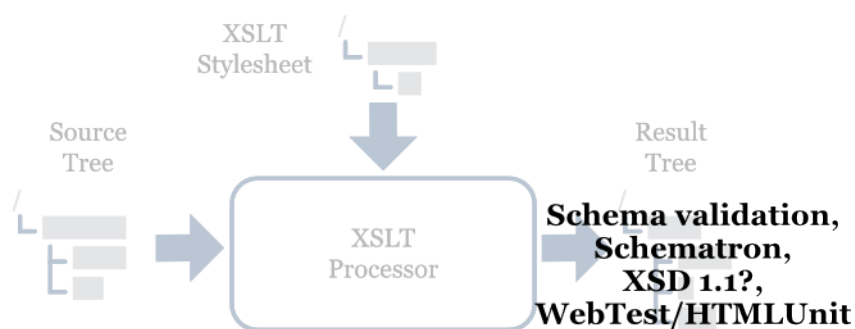 XSLT
Stylesheet
Source
Tree
Result
Tree
XSLT
Processor
Schema validation,
Schematron,
XSD 1.1?,
WebTest/HTMLUnit